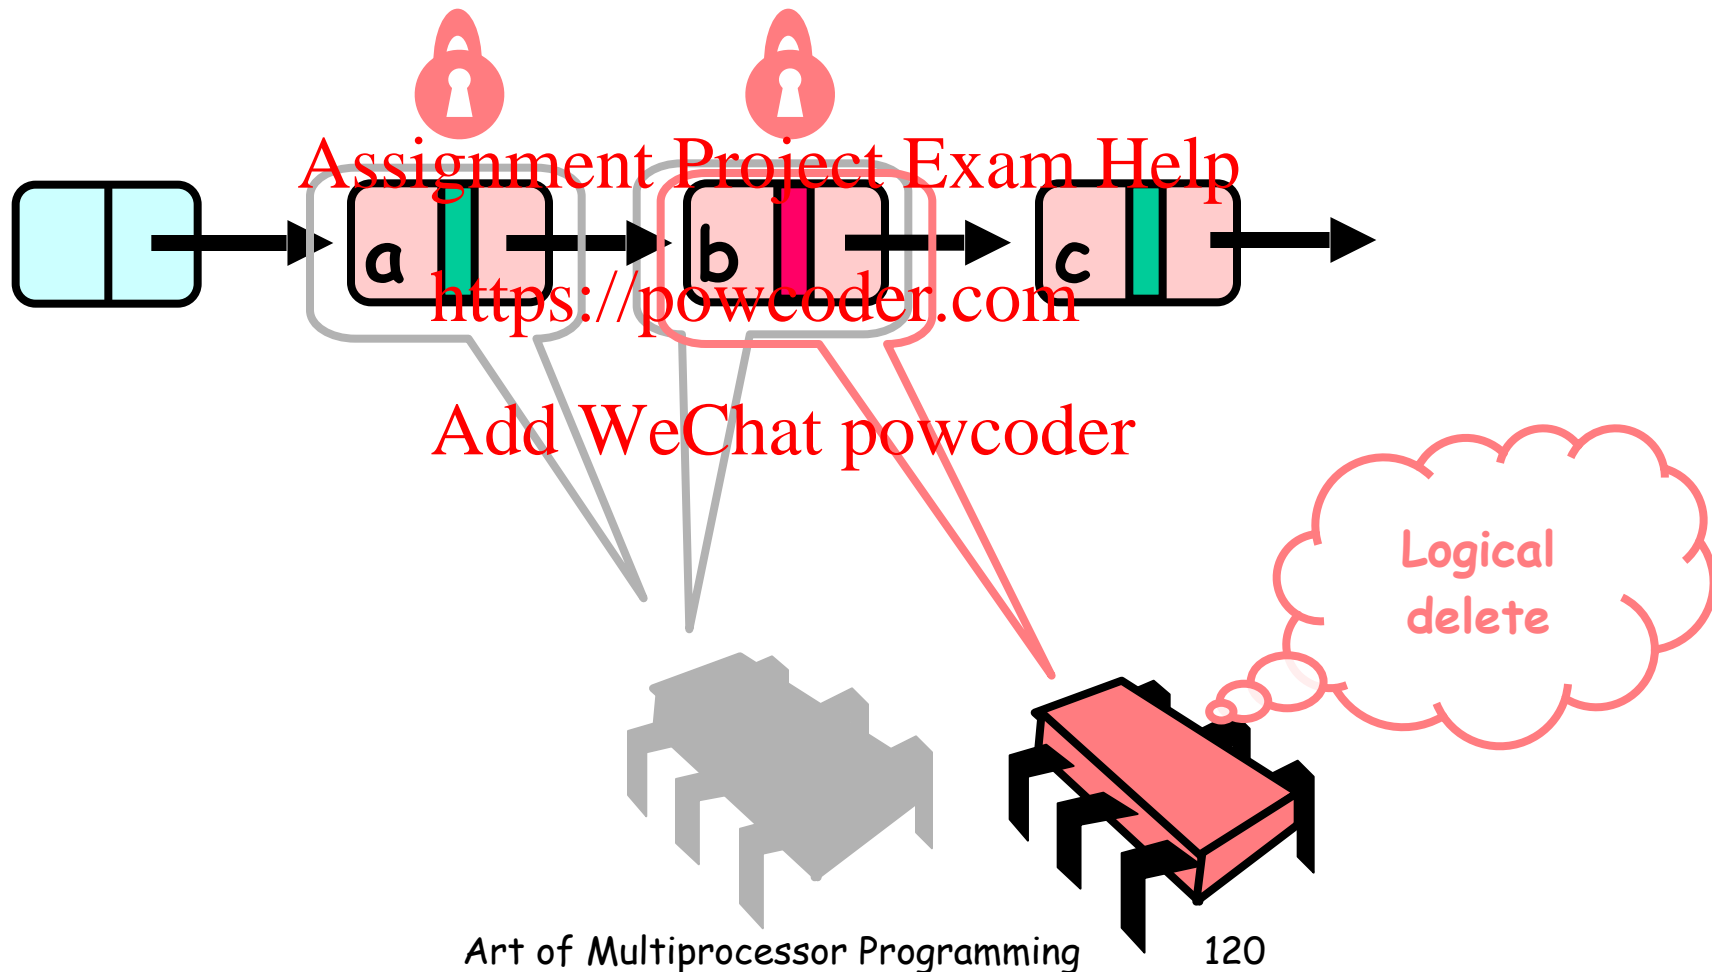 Assignment Project Exam Help
a b c
https://powcoder.com
Add WeChat powcoder
Logical
delete
Art of Multiprocessor Programming 120